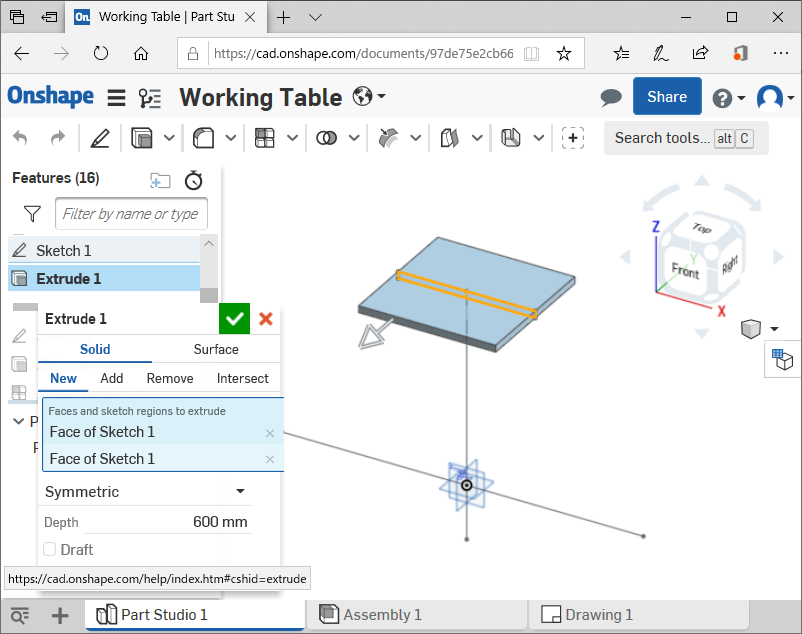 On. Working Table | Part Stu
https://cad.onshape.com/documents/97de75e2cb66
Onshape Working Table Share
Search tools... alt C
Features (16)
Filter by name or type
Sketch 1
Extrude 1
Extrude 1
Solid Surface
New Add Remove Intersect
Faces and sketch regions to extrude
Face of Sketch 1
Face of Sketch 1
Symmetric
Depth 600 mm
Draft
https://cad.onshape.com/help/index.htm#cshid=extrude
Part Studio 1 Assembly 1 Drawing 1
Z
Top
Y
Front
Right
X